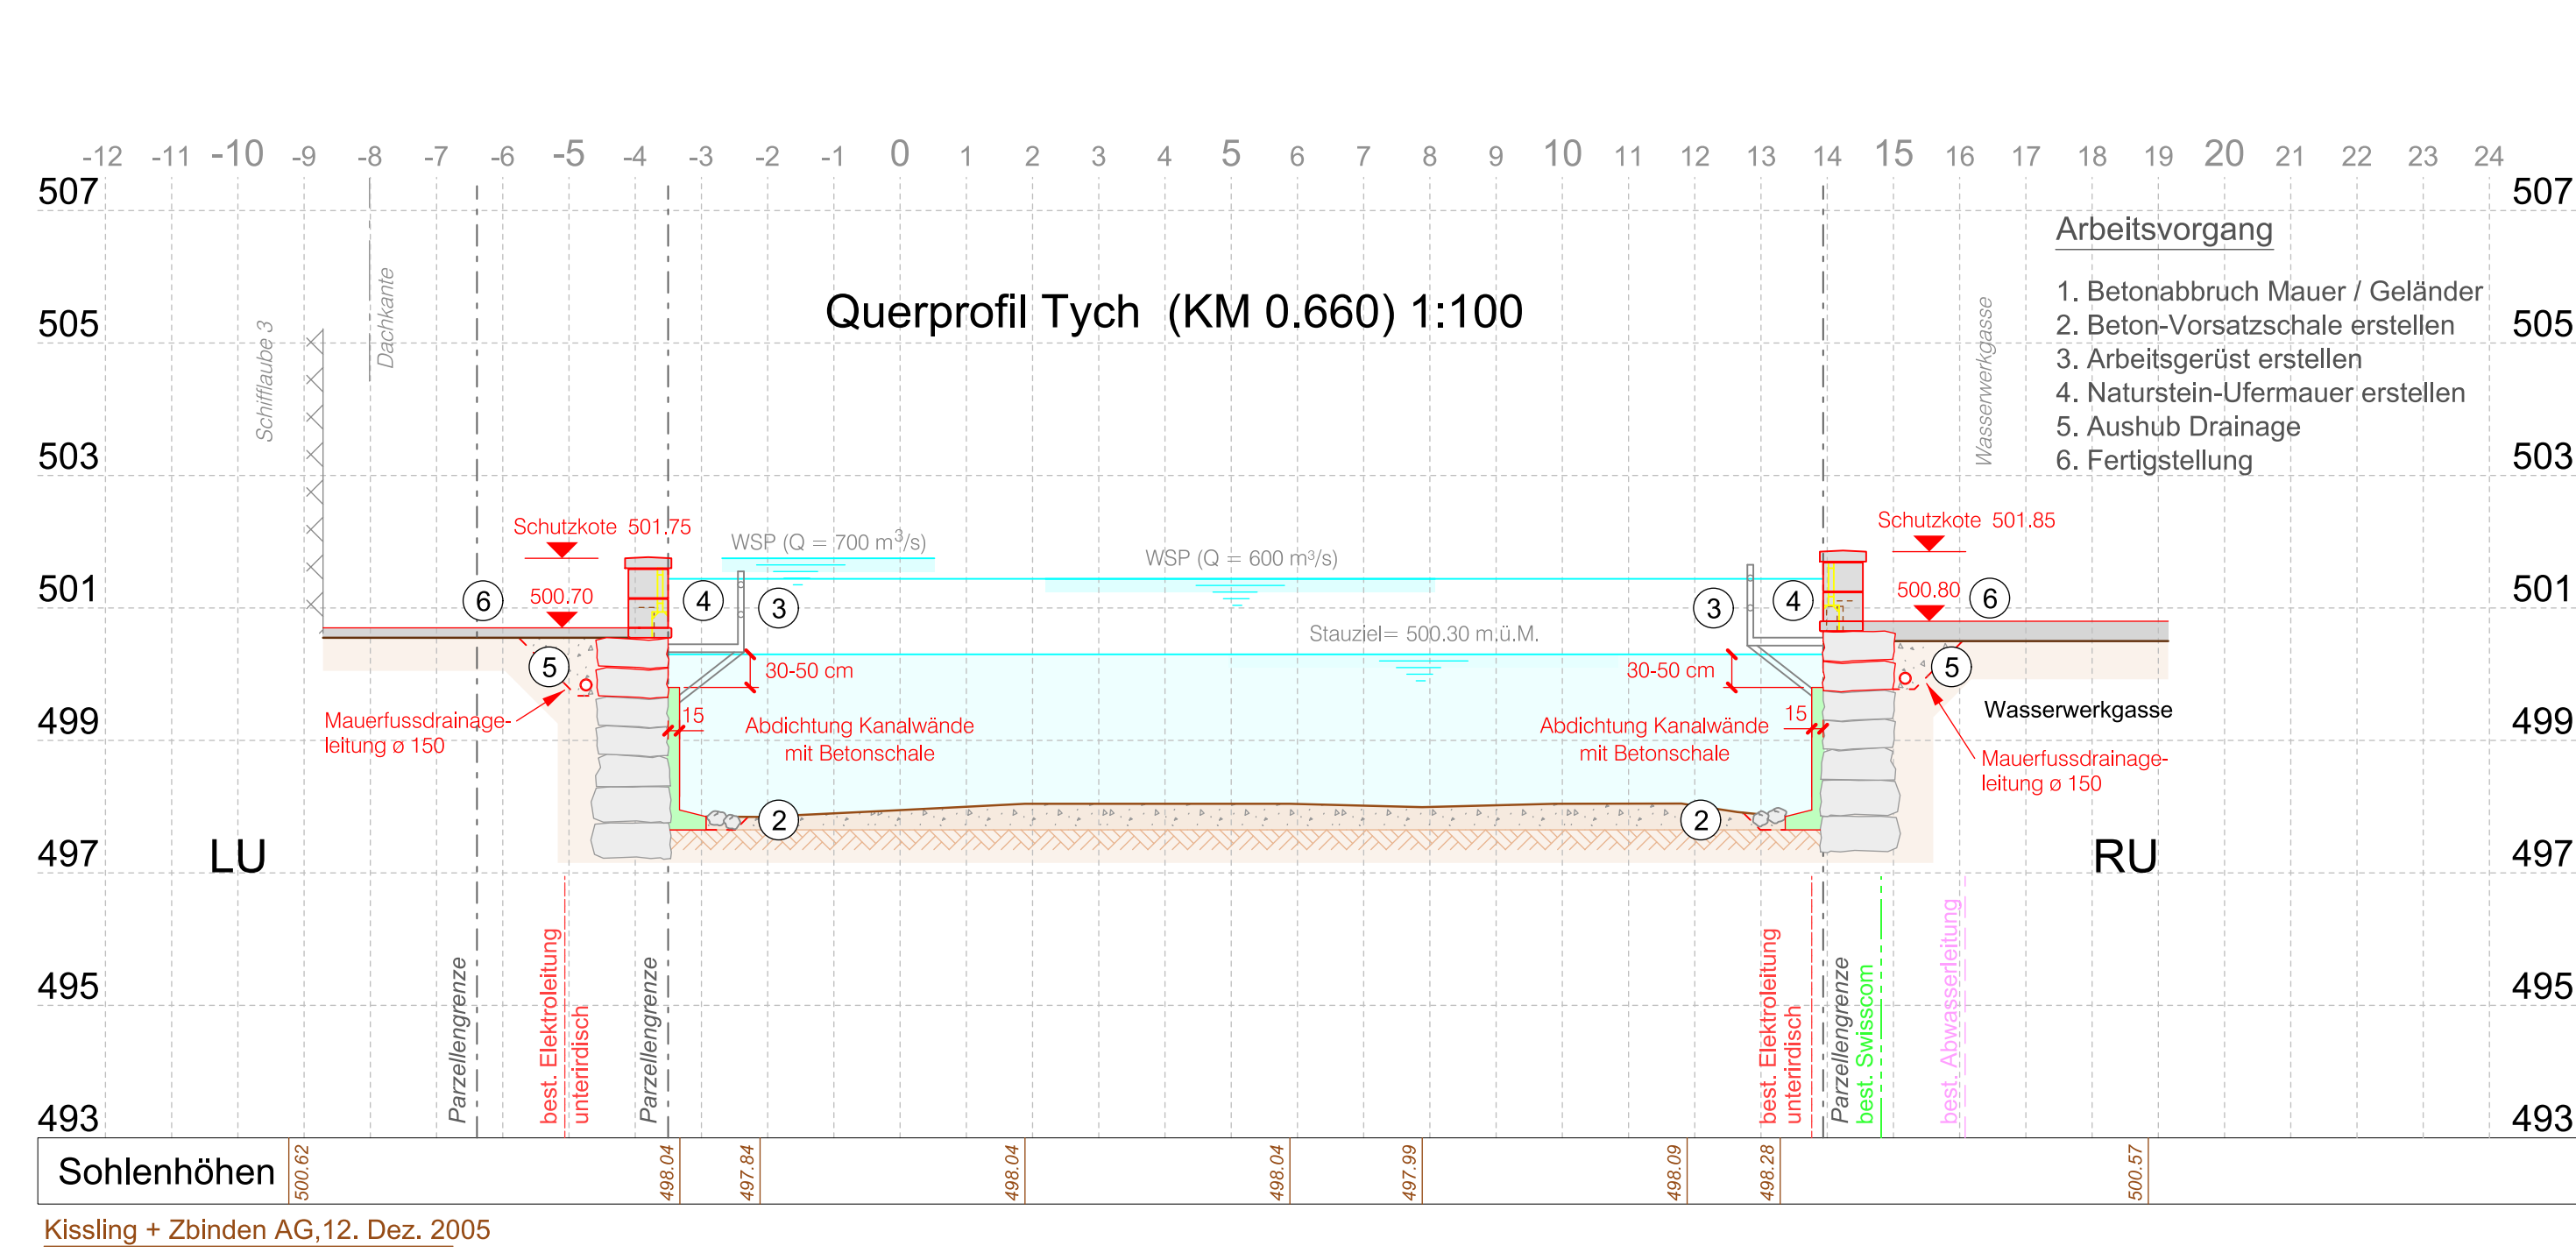 -12 -11 -10 -9 -8 -7 -6 -5 -4 -3 -2 -1 0 1 2 3 4 5 6 7 8 9 10 11 12 13 14 15 16 17 18 19 20 21 22 23 24
507 507
Arbeitsvorgang
1. Betonabbruch Mauer / Geländer
2. Beton-Vorsatzschale erstellen
3. Arbeitsgerüst erstellen
4. Naturstein-Ufermauer erstellen
5. Aushub Drainage
6. Fertigstellung
Querprofil Tych (KM 0.660) 1:100
Schifflaube 3
Dachkante
Wasserwerkgasse
505 505
503 503
Schutzkote 501.75
WSP (Q = 700 m³/s)
WSP (Q = 600 m³/s)
Schutzkote 501.85
501 501
6
500.70
4
3
3
4
500.80
6
Stauziel= 500.30 m.ü.M.
5
30-50 cm
30-50 cm
5
499 499
Mauerfussdrainage-
leitung ø 150
15
Abdichtung Kanalwände
mit Betonschale
Abdichtung Kanalwände
mit Betonschale
15
Wasserwerkgasse
Mauerfussdrainage-
leitung ø 150
2
2
497 497
LU
RU
495 495
Parzellengrenze
best. Elektroleitung
unterirdisch
Parzellengrenze
best. Elektroleitung
unterirdisch
Parzellengrenze
best. Swisscom
best. Abwasserleitung
493 493
Sohlenhöhen
500.62
498.04
497.84
498.04
498.04
497.99
498.09
498.28
500.57
Kissling + Zbinden AG,12. Dez. 2005